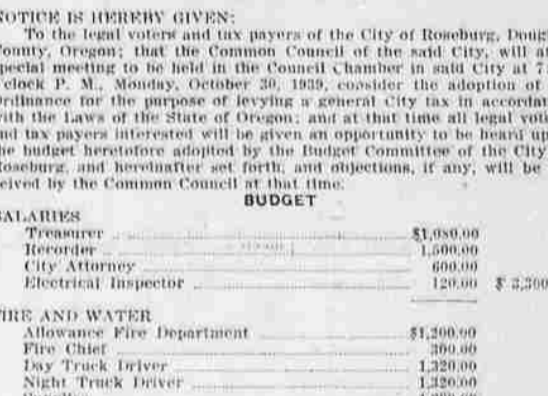 NOTICE IS HEREBY GIVEN:
To the legal voters and tax payers of the City of Roseburg, Doug
County, Oregon; that the Common Council of the said City, will at
special meeting to be held in the Council Chamber in said City at 7:
o'clock P. M., Monday, October 30, 1939, consider the adoption of
Ordinance for the purpose of levying a general City tax in accordan
with the Laws of the State of Oregon; and at that time all legal vot
and tax payers interested will be given an opportunity to be heard up
the budget heretofore adopted by the Budget Committee of the City
Roseburg, and hereinafter set forth, and objections, if any, will be
ceived by the Common Council at that time.
BUDGET
SALARIES
Treasurer $1,080.00
Recorder 1,500.00
City Attorney 600.00
Electrical Inspector 120.00 $ 3,300
FIRE AND WATER
Allowance Fire Department $1,200.00
Fire Chief 300.00
Day Truck Driver 1,320.00
Night Truck Driver 1,320.00